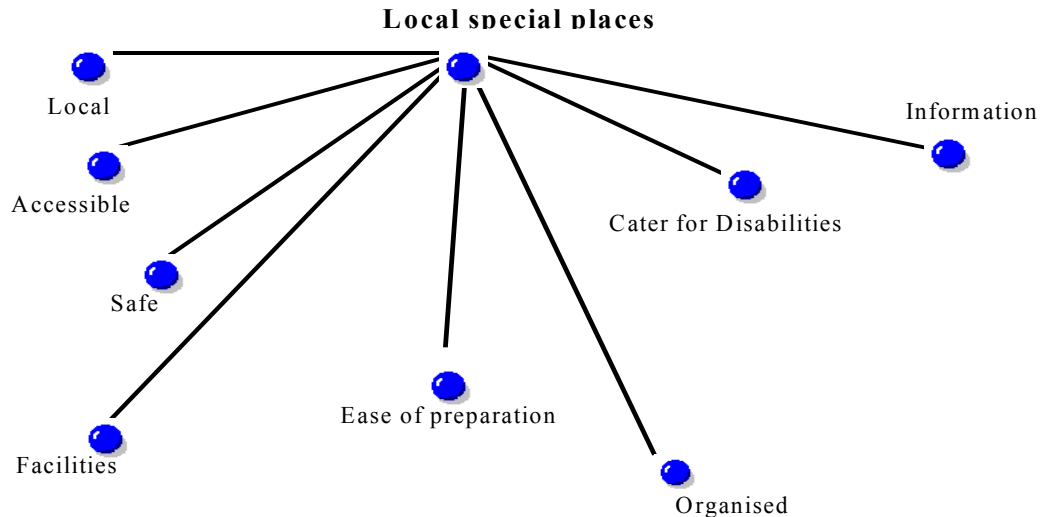 Local special places
Local
Information
Accessible
Cater for Disabilities
Safe
Ease of preparation
Facilities
Organised